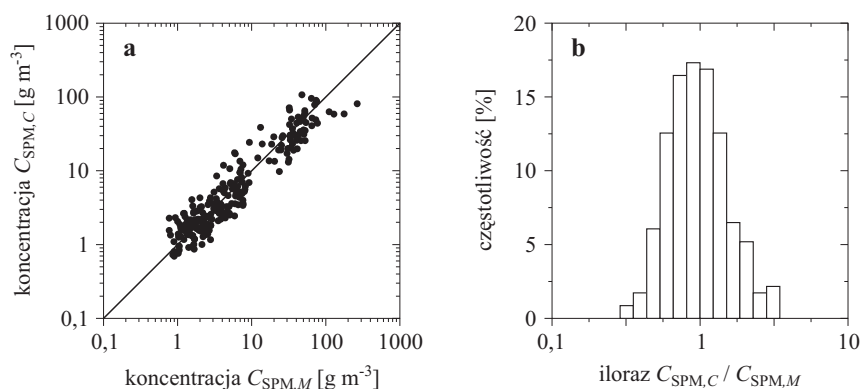 a
1000
100
10
1
0,1
koncentracja C_SPM,C [g m⁻³]
0,1 1 10 100 1000
koncentracja C_SPM,M [g m⁻³]
b
20
15
10
5
0
częstotliwość [%]
0,1 1 10
iloraz C_SPM,C / C_SPM,M